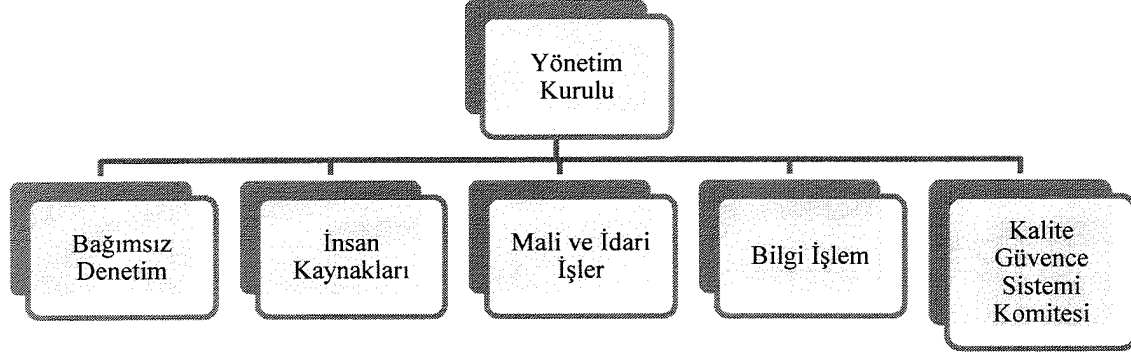 Yönetim
Kurulu
Bağımsız
Denetim
İnsan
Kaynakları
Mali ve İdari
İşler
Bilgi İşlem
Kalite
Güvence
Sistemi
Komitesi